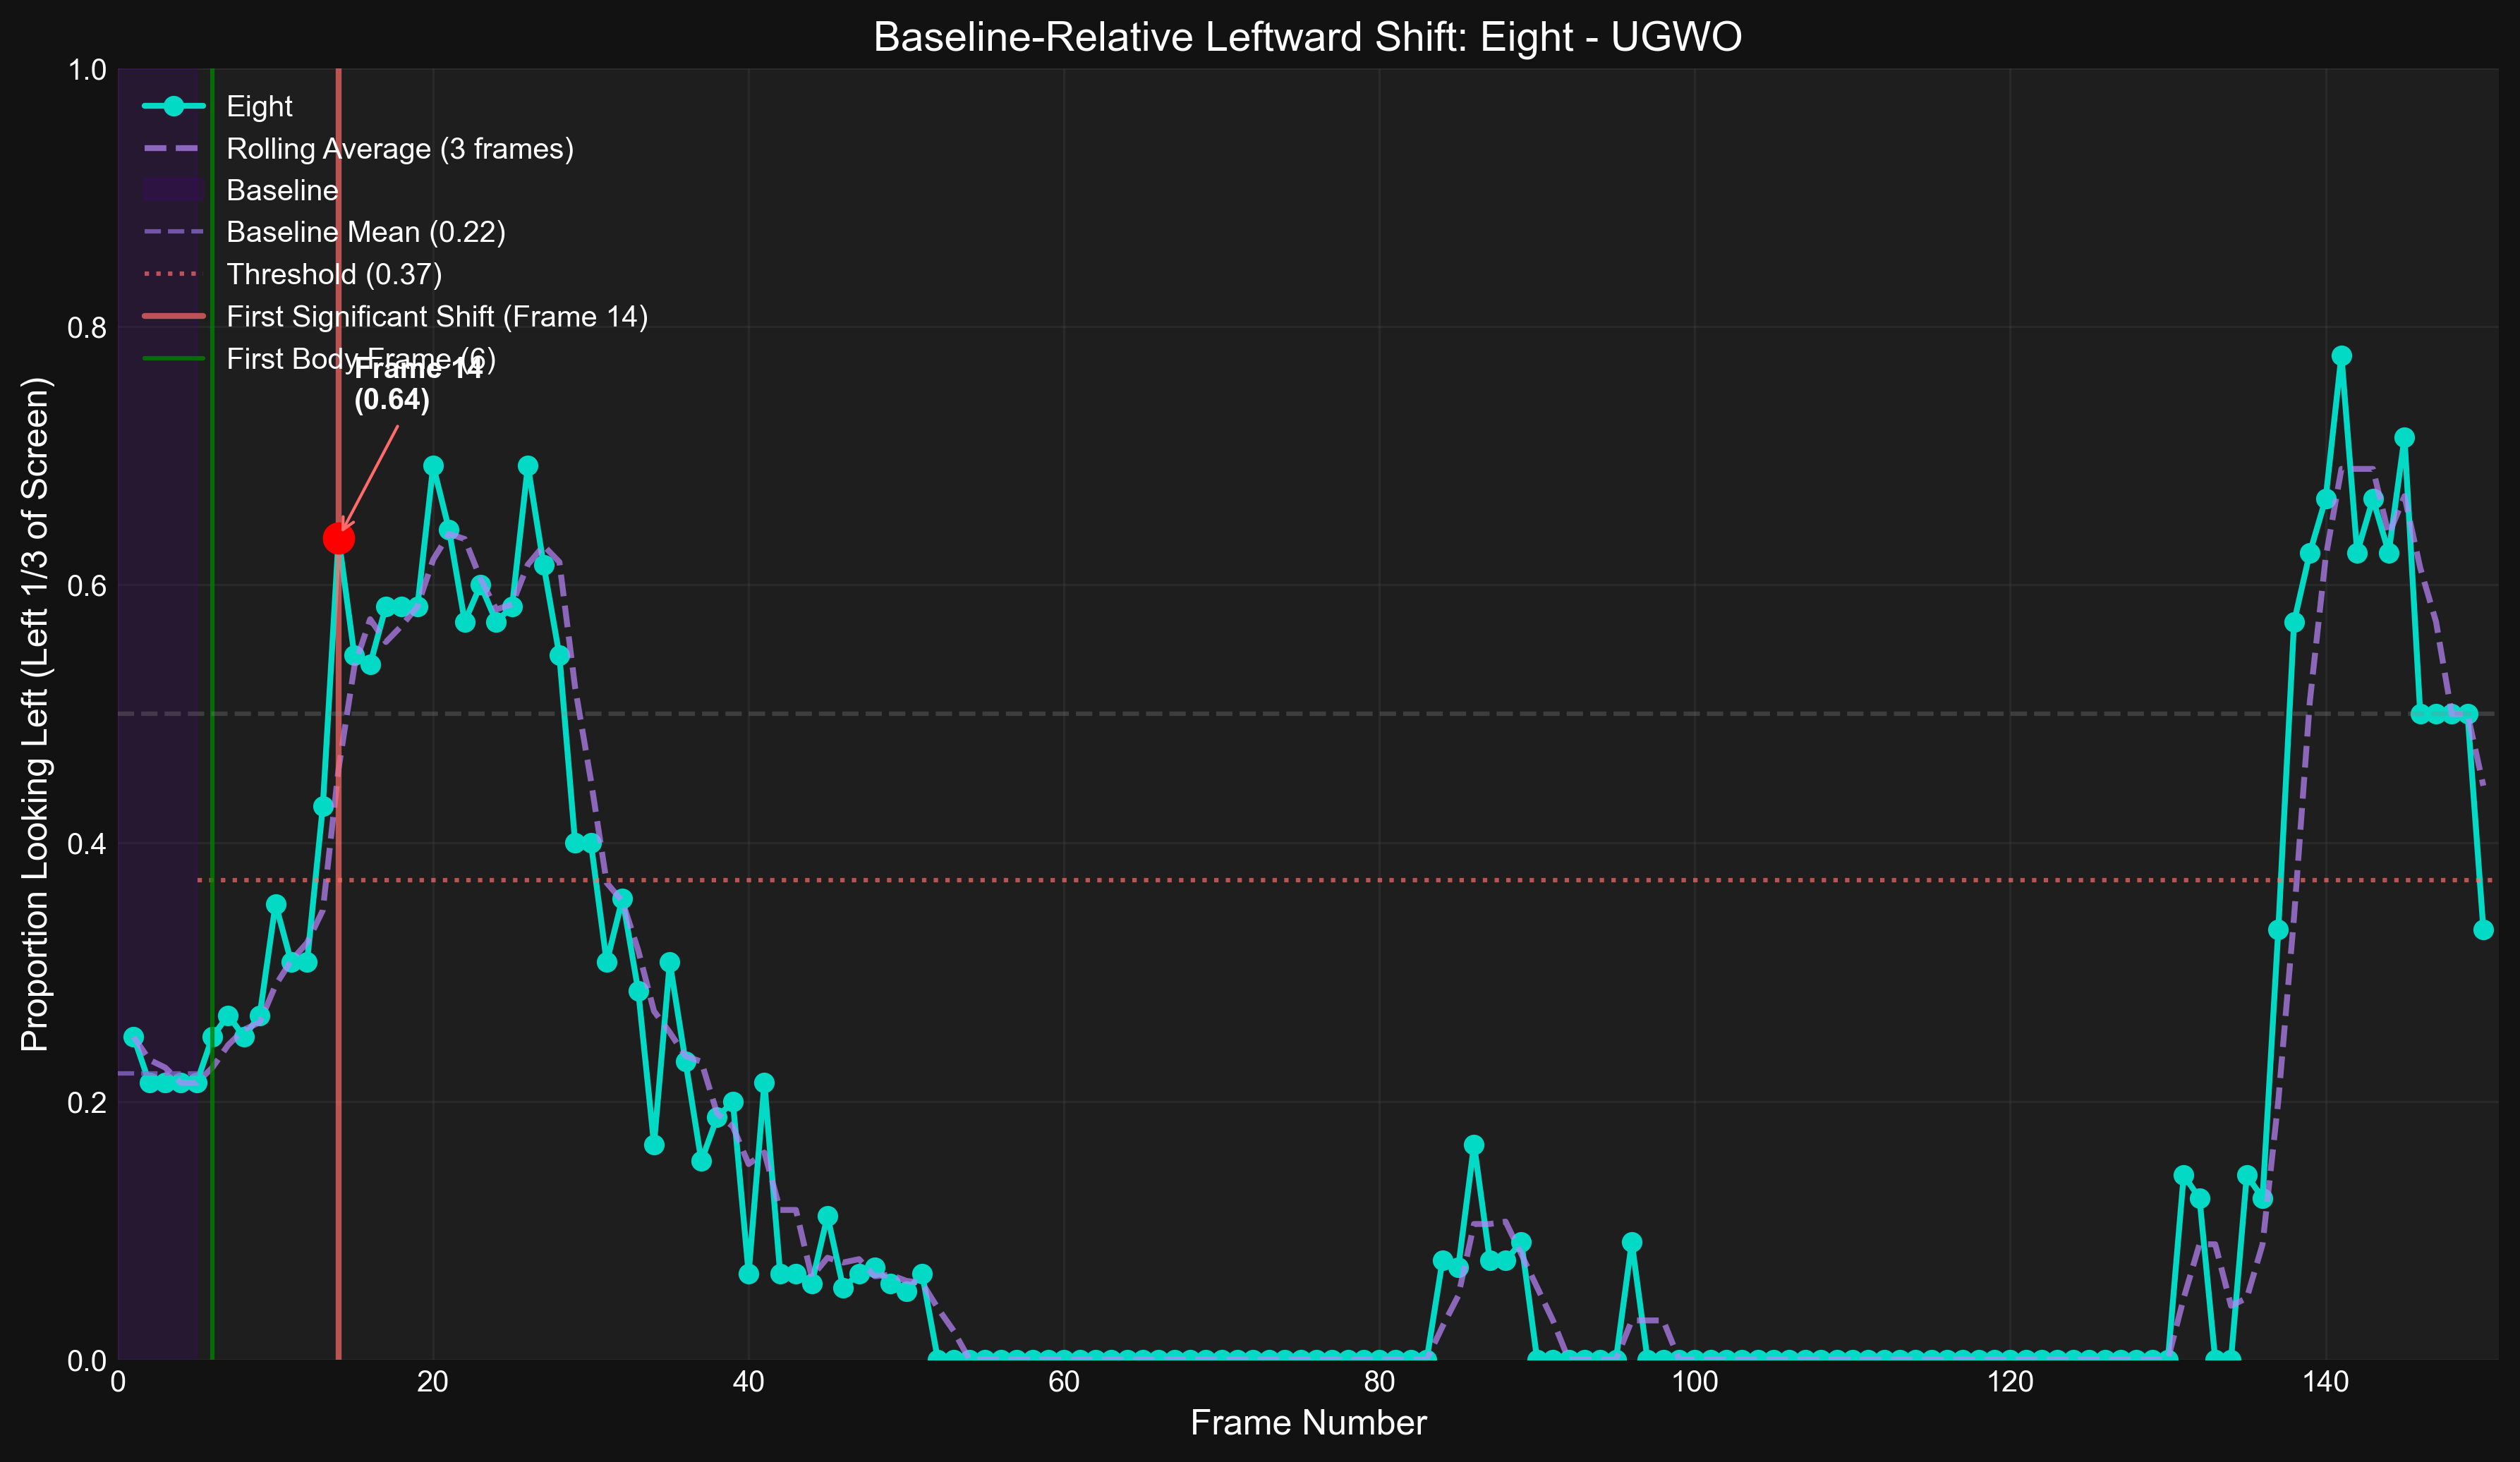 Baseline-Relative Leftward Shift: Eight - UGWO
Proportion Looking Left (Left 1/3 of Screen)
1.0
0.8
0.6
0.4
0.2
0.0
Eight
Rolling Average (3 frames)
Baseline
Baseline Mean (0.22)
Threshold (0.37)
First Significant Shift (Frame 14)
First Body Frame (6)
Frame 14
(0.64)
0
20
40
60
80
100
120
140
Frame Number